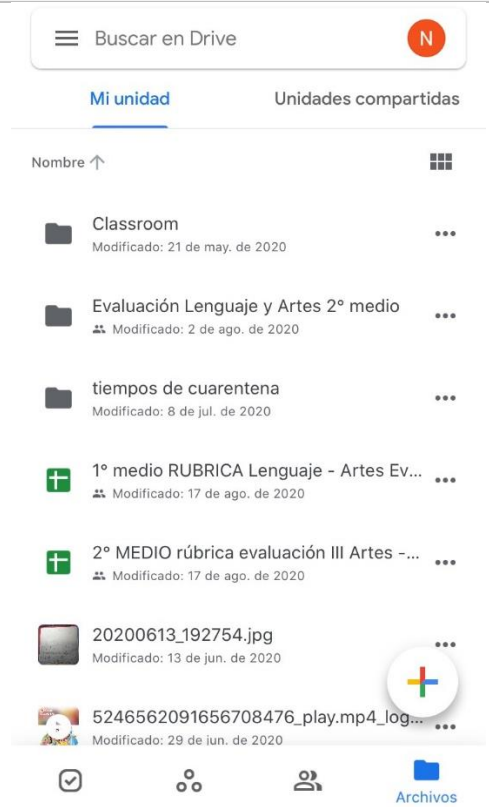 Buscar en Drive
N
Mi unidad
Unidades compartidas
Nombre
Classroom
Modificado: 21 de may. de 2020
Evaluación Lenguaje y Artes 2° medio
Modificado: 2 de ago. de 2020
tiempos de cuarentena
Modificado: 8 de jul. de 2020
1° medio RUBRICA Lenguaje - Artes Ev...
Modificado: 17 de ago. de 2020
2° MEDIO rúbrica evaluación III Artes -...
Modificado: 17 de ago. de 2020
20200613_192754.jpg
Modificado: 13 de jun. de 2020
5246562091656708476_play.mp4_log...
Modificado: 29 de jun. de 2020
Archivos